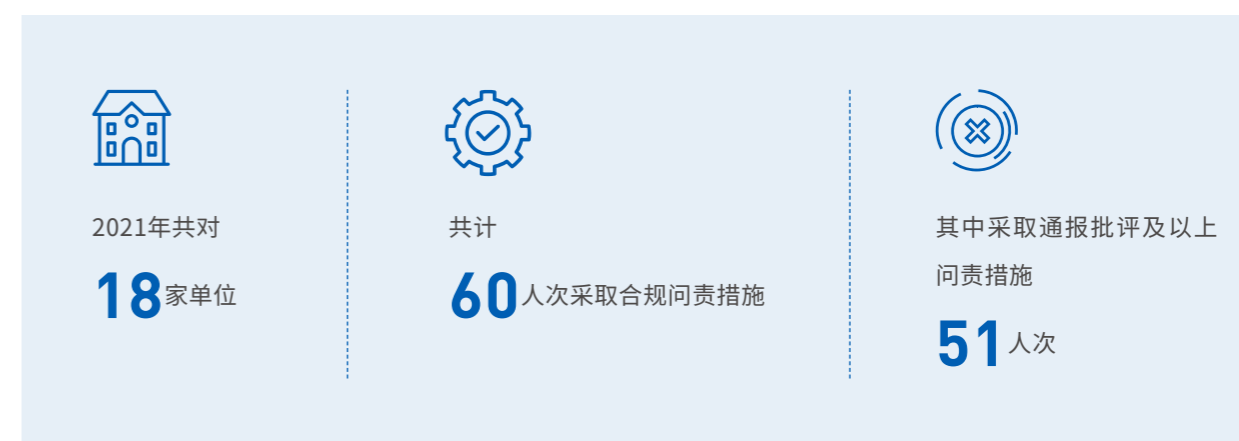 2021年共对
18家单位
共计
60人次采取合规问责措施
其中采取通报批评及以上
问责措施
51人次